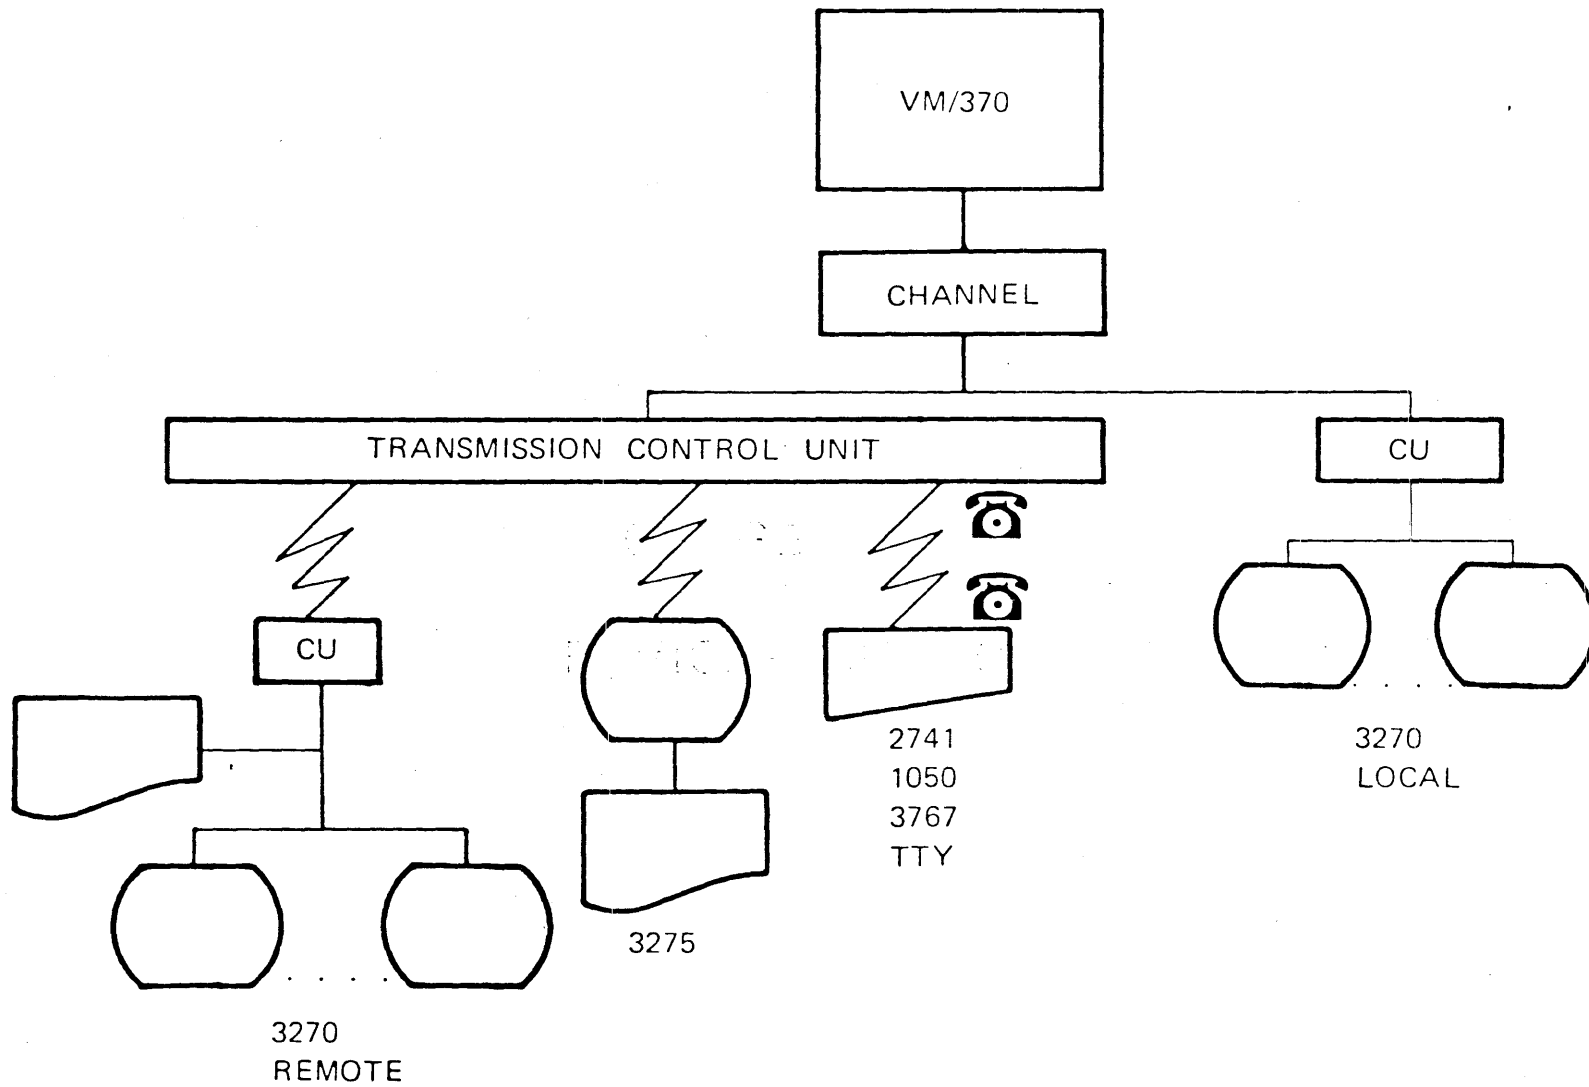 VM/370
CHANNEL
TRANSMISSION CONTROL UNIT
CU
CU
2741
1050
3767
TTY
3270
LOCAL
3275
3270
REMOTE